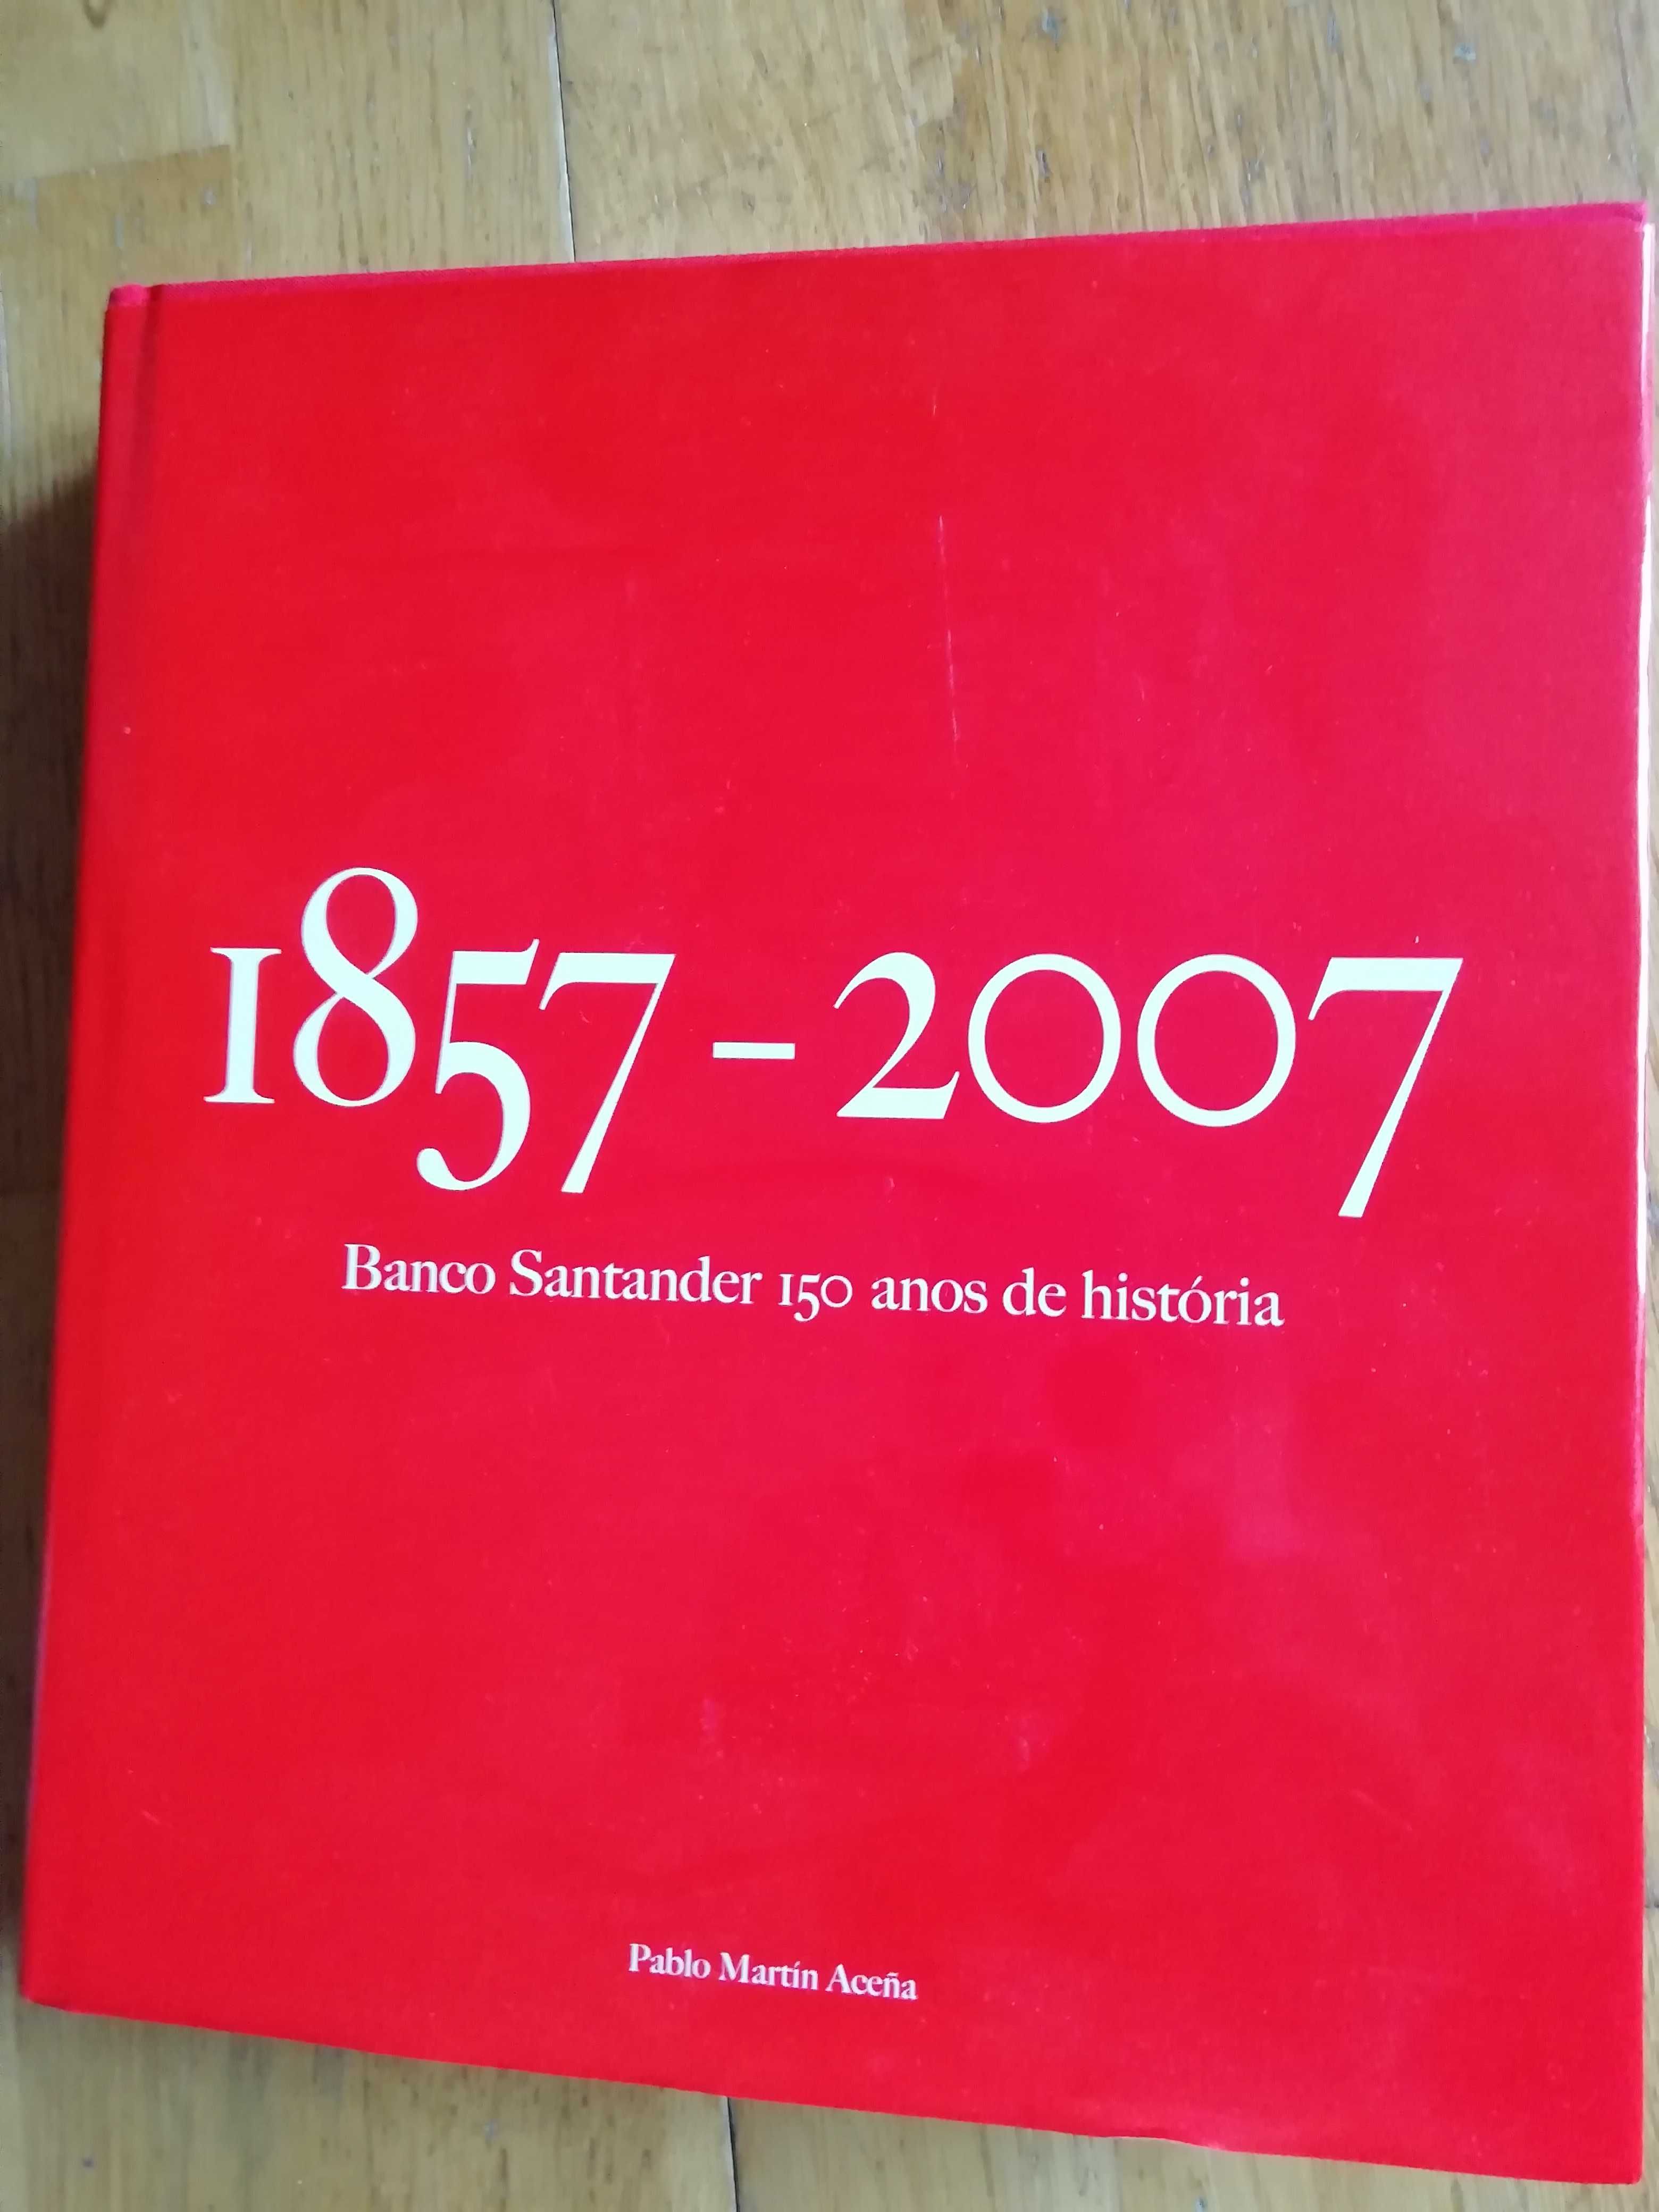 1857–2007
Banco Santander 150 anos de história
Pablo Martín Aceña